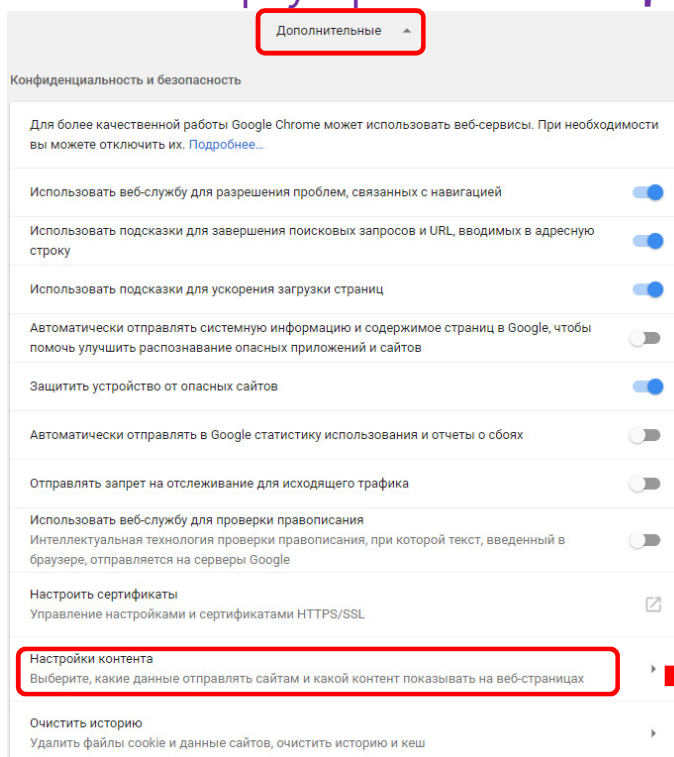 Дополнительные
Конфиденциальность и безопасность
Для более качественной работы Google Chrome может использовать веб-сервисы. При необходимости
вы можете отключить их. Подробнее...
Использовать веб-службу для разрешения проблем, связанных с навигацией
Использовать подсказки для завершения поисковых запросов и URL, вводимых в адресную
строку
Использовать подсказки для ускорения загрузки страниц
Автоматически отправлять системную информацию и содержимое страниц в Google, чтобы
помочь улучшить распознавание опасных приложений и сайтов
Защитить устройство от опасных сайтов
Автоматически отправлять в Google статистику использования и отчеты о сбоях
Отправлять запрет на отслеживание для исходящего трафика
Использовать веб-службу для проверки правописания
Интеллектуальная технология проверки правописания, при которой текст, введенный в
браузере, отправляется на серверы Google
Настроить сертификаты
Управление настройками и сертификатами HTTPS/SSL
Настройки контента
Выберите, какие данные отправлять сайтам и какой контент показывать на веб-страницах
Очистить историю
Удалить файлы cookie и данные сайтов, очистить историю и кеш